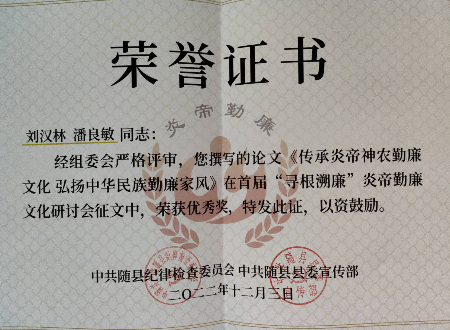 荣誉证书
炎帝勤廉
刘汉林 潘良敏 同志：
经组委会严格评审，您撰写的论文《传承炎帝神农勤廉
文化 弘扬中华民族勤廉家风》在首届“寻根溯廉”炎帝勤廉
文化研讨会征文中，荣获优秀奖，特发此证，以资鼓励。
中共随县纪律检查委员会 中共随县县委宣传部
二〇二二年十二月三日